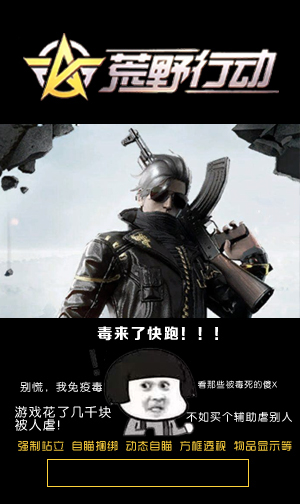 荒野行动
毒来了快跑！！！
别慌，我免疫毒
看那些被毒死的傻X
游戏花了几千块
被人虐！
不如买个辅助虐别人
强制帖立 自瞄捆绑 动态自瞄 方框透视 物品显示等